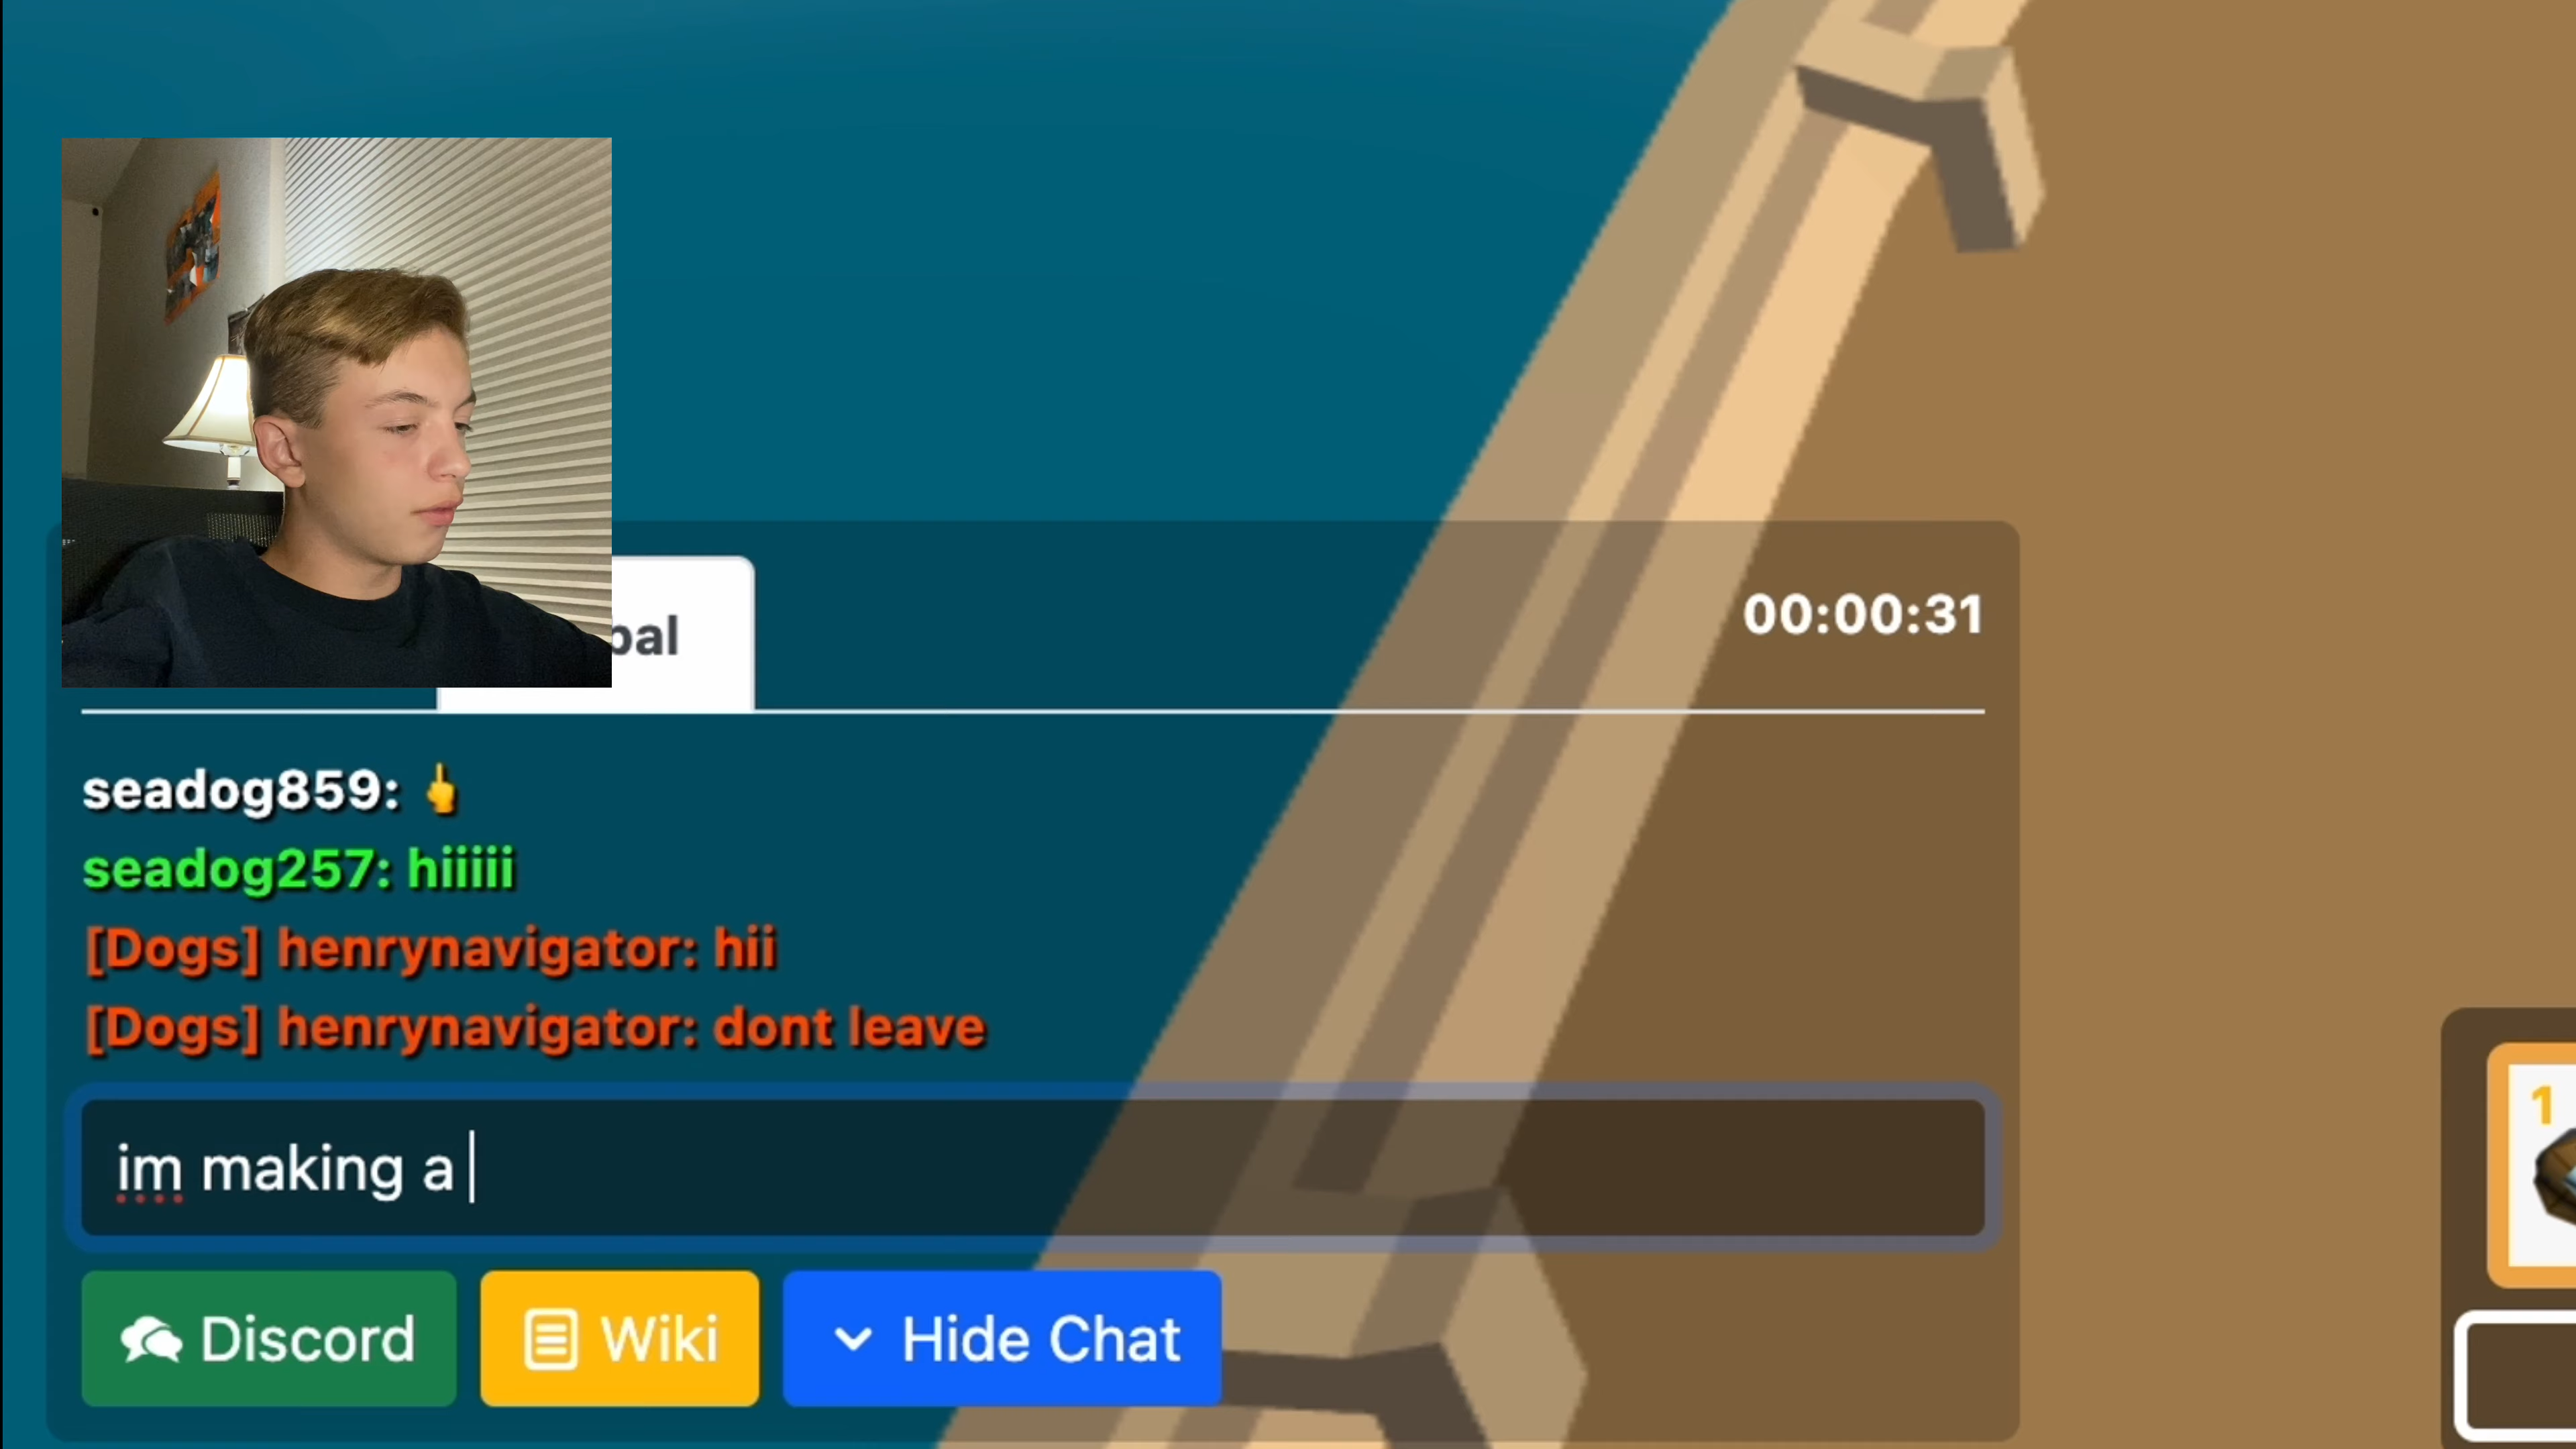 bal
00:00:31
seadog859: 🖕
seadog257: hiiiii
[Dogs] henrynavigator: hii
[Dogs] henrynavigator: dont leave
im making a
Discord
Wiki
Hide Chat
1